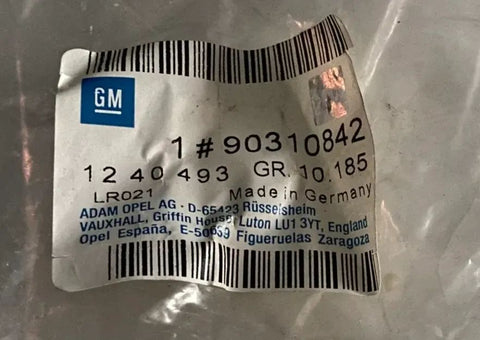 GM
1 # 90310842
12 40 493 GR. 10.185
LR021 Made in Germany
ADAM OPEL AG · D-65423 Rüsselsheim
VAUXHALL, Griffin House, Luton LU1 3YT, England
Opel España, E-50639 Figueruelas Zaragoza